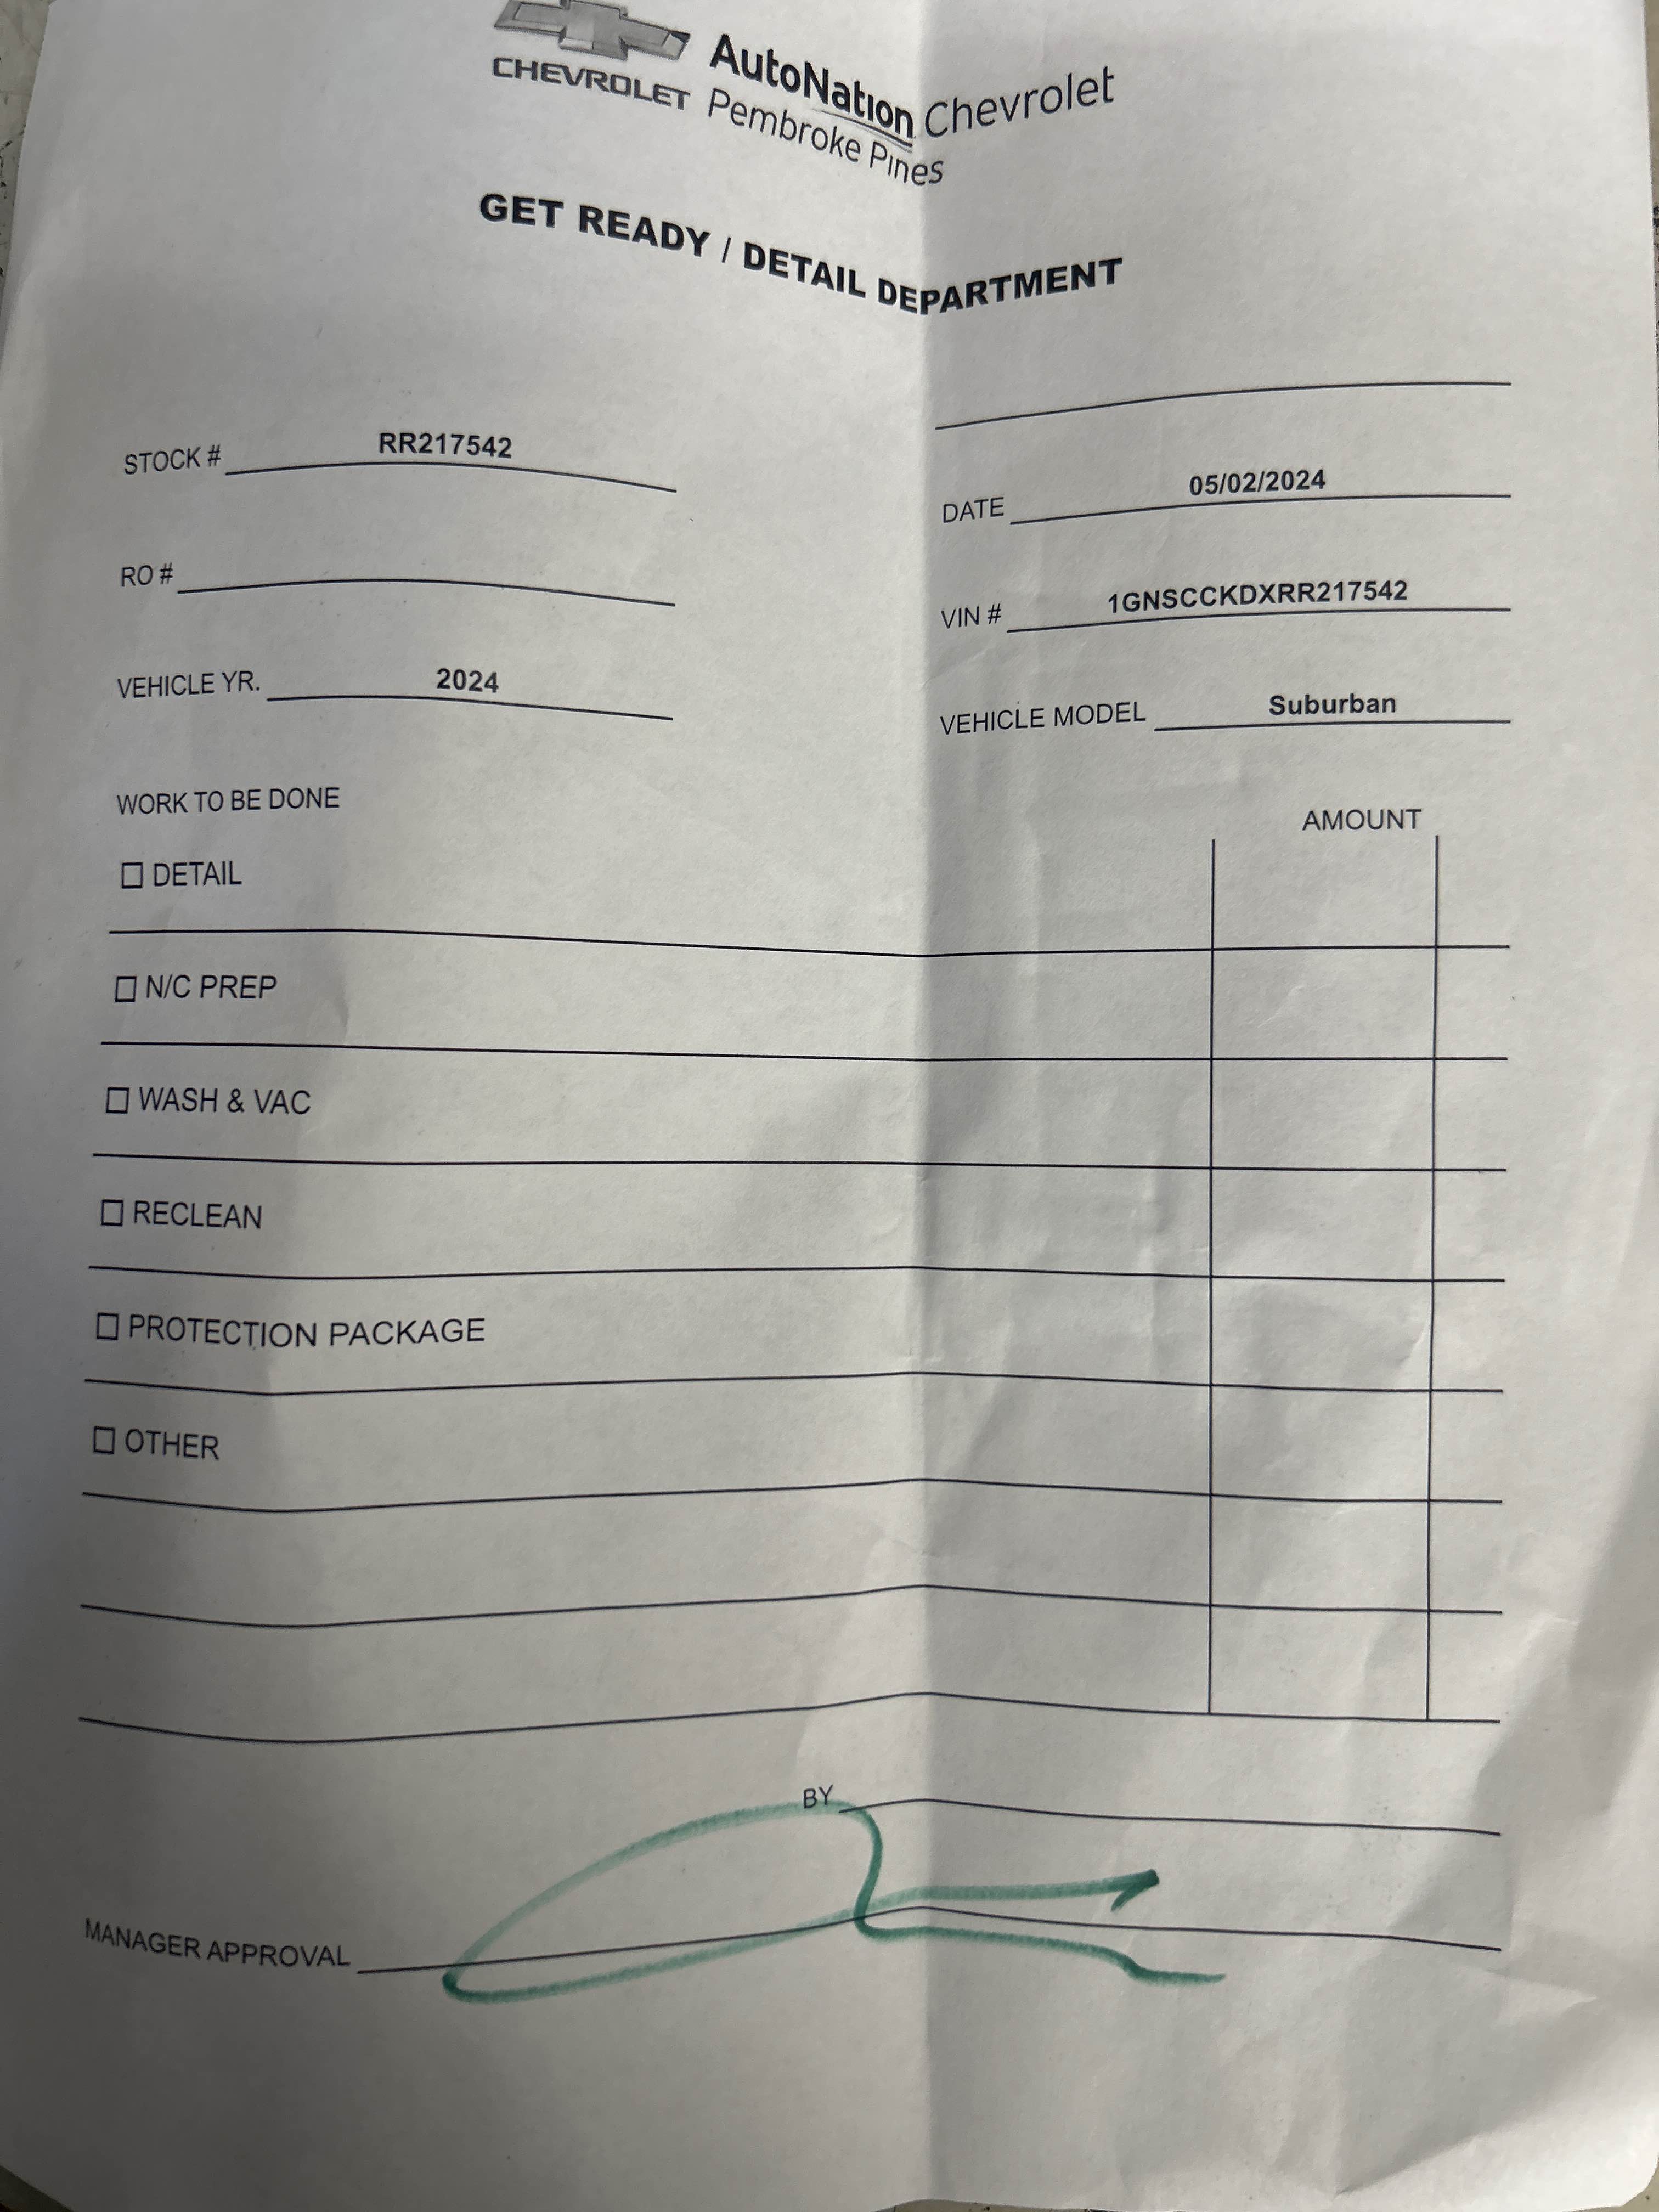 CHEVROLET
AutoNation Chevrolet
Pembroke Pines
GET READY / DETAIL DEPARTMENT
STOCK # RR217542
DATE 05/02/2024
RO #
VIN # 1GNSCCKDXRR217542
VEHICLE YR. 2024
VEHICLE MODEL Suburban
WORK TO BE DONE
AMOUNT
DETAIL
N/C PREP
WASH & VAC
RECLEAN
PROTECTION PACKAGE
OTHER
BY
MANAGER APPROVAL